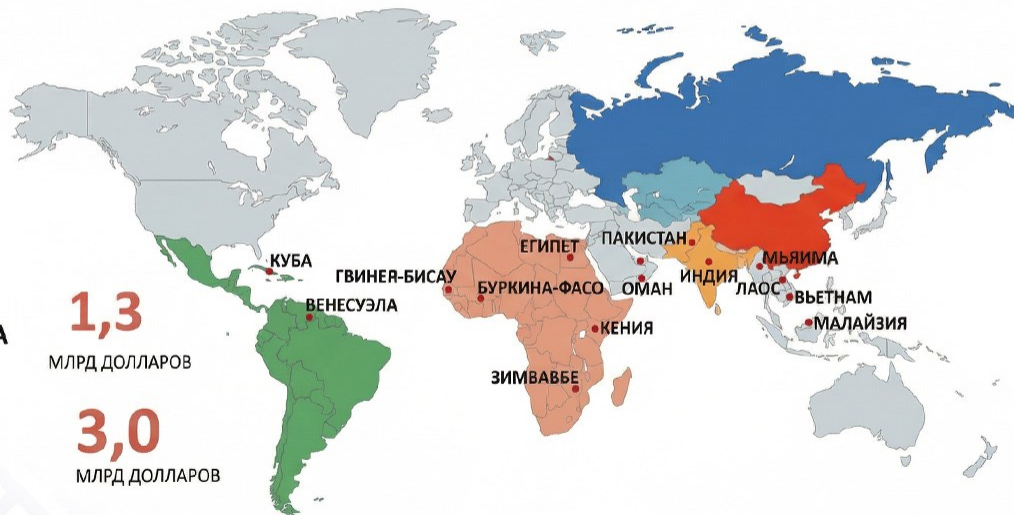 КУБА
ВЕНЕСУЭЛА
ГВИНЕЯ-БИСАУ
ЕГИПЕТ
БУРКИНА-ФАСО
КЕНИЯ
ЗИМВАВБЕ
ПАКИСТАН
ОМАН
ИНДИЯ
МЬЯИМА
ЛАОС
ВЬЕТНАМ
МАЛАЙЗИЯ
А
1,3
МЛРД ДОЛЛАРОВ
3,0
МЛРД ДОЛЛАРОВ